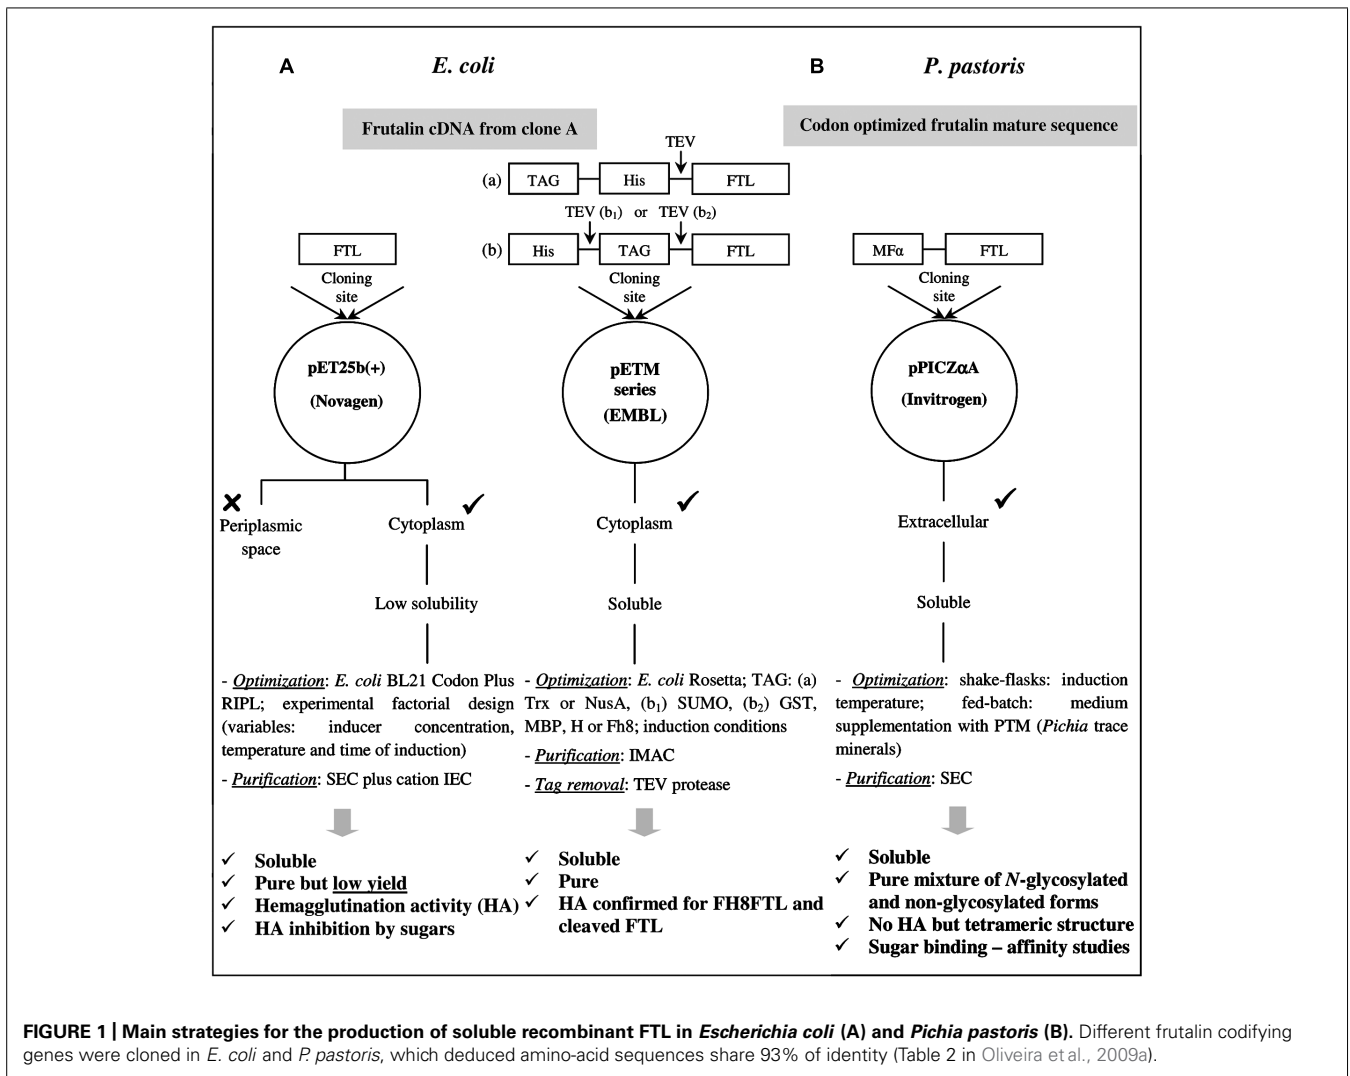 A
E. coli
B
P. pastoris
Frutalin cDNA from clone A
Codon optimized frutalin mature sequence
TEV
(a) TAG His FTL
TEV (b₁) or TEV (b₂)
(b) His TAG FTL
FTL
MFα FTL
Cloning
site
Cloning
site
Cloning
site
pET25b(+)
(Novagen)
pETM
series
(EMBL)
pPICZαA
(Invitrogen)
Periplasmic
space
Cytoplasm
Cytoplasm
Extracellular
Low solubility
Soluble
Soluble
- Optimization: E. coli BL21 Codon Plus
RIPL; experimental factorial design
(variables: inducer concentration,
temperature and time of induction)
- Purification: SEC plus cation IEC
- Optimization: E. coli Rosetta; TAG: (a)
Trx or NusA, (b₁) SUMO, (b₂) GST,
MBP, H or Fh8; induction conditions
- Purification: IMAC
- Tag removal: TEV protease
- Optimization: shake-flasks: induction
temperature; fed-batch: medium
supplementation with PTM (Pichia trace
minerals)
- Purification: SEC
✓ Soluble
✓ Pure but low yield
✓ Hemagglutination activity (HA)
✓ HA inhibition by sugars
✓ Soluble
✓ Pure
✓ HA confirmed for FH8FTL and
cleaved FTL
✓ Soluble
✓ Pure mixture of N-glycosylated
and non-glycosylated forms
✓ No HA but tetrameric structure
✓ Sugar binding – affinity studies
FIGURE 1 | Main strategies for the production of soluble recombinant FTL in Escherichia coli (A) and Pichia pastoris (B). Different frutalin codifying
genes were cloned in E. coli and P. pastoris, which deduced amino-acid sequences share 93% of identity (Table 2 in Oliveira et al., 2009a).